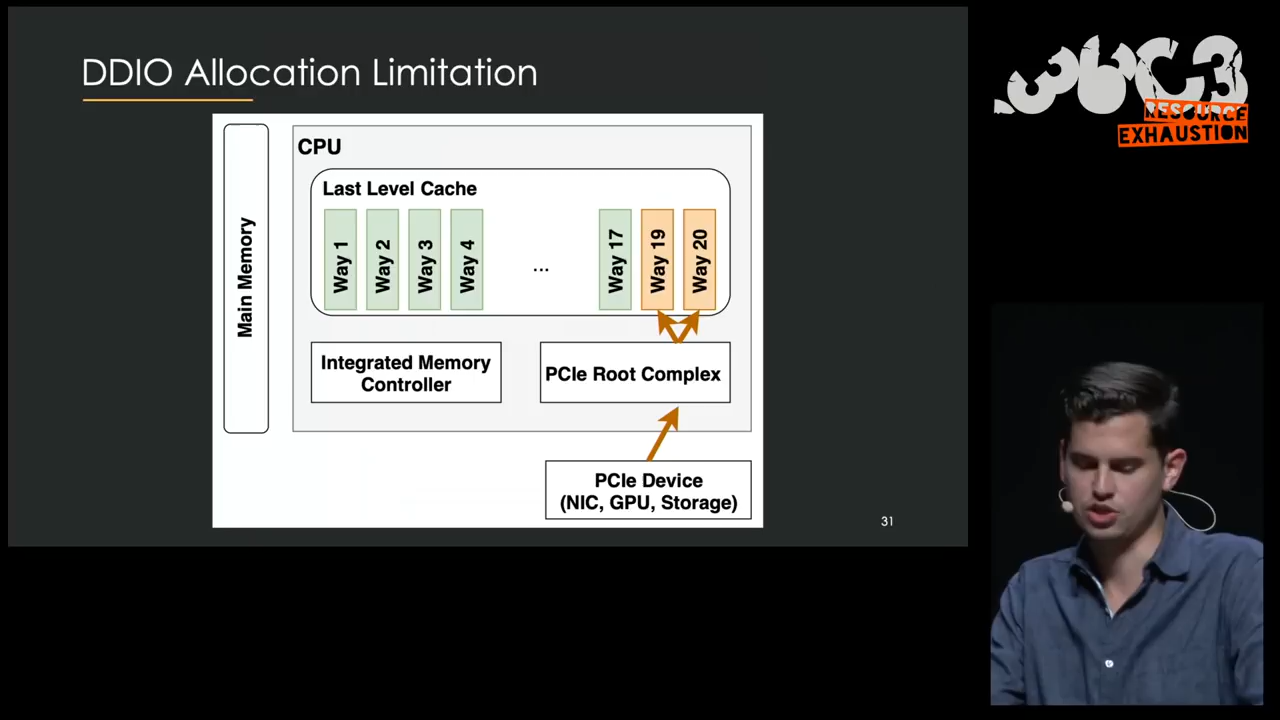 DDIO Allocation Limitation
Main Memory
CPU
Last Level Cache
Way 1
Way 2
Way 3
Way 4
...
Way 17
Way 19
Way 20
Integrated Memory
Controller
PCIe Root Complex
PCIe Device
(NIC, GPU, Storage)
31
36C3
RESOURCE
EXHAUSTION